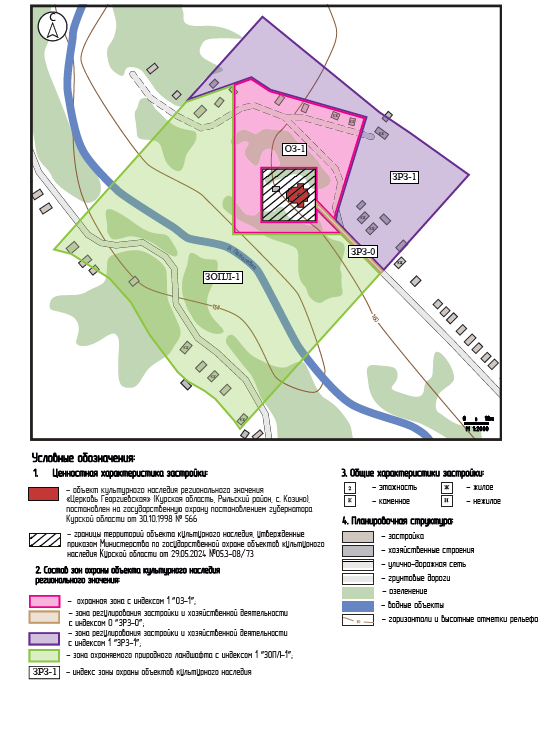 С
ОЗ-1
ЗРЗ-1
ЗРЗ-0
ЗОПЛ-1
М 1:2000
Условные обозначения:
1. Ценностная характеристика застройки:
– объект культурного наследия регионального значения
«Церковь Георгиевская» (Курская область, Рыльский район, с. Козино),
поставлен на государственную охрану постановлением губернатора
Курской области от 30.10.1998 № 566
– границы территорий объекта культурного наследия, утвержденные
приказом Министерства по государственной охране объектов культурного
наследия Курской области от 29.05.2024 №05.3-08/73
2. Состав зон охраны объекта культурного наследия
регионального значения:
– охранная зона с индексом 1 "ОЗ-1";
– зона регулирования застройки и хозяйственной деятельности
с индексом 0 "ЗРЗ-0";
– зона регулирования застройки и хозяйственной деятельности
с индексом 1 "ЗРЗ-1";
– зона охраняемого природного ландшафта с индексом 1 "ЗОПЛ-1";
ЗРЗ-1 – индекс зоны охраны объектов культурного наследия
3. Общие характеристики застройки:
– этажность
– жилое
– каменное
– нежилое
4. Планировочная структура:
– застройка
– хозяйственные строения
– улично-дорожная сеть
– грунтовые дороги
– озеленение
– водные объекты
– горизонтали и высотные отметки рельефа